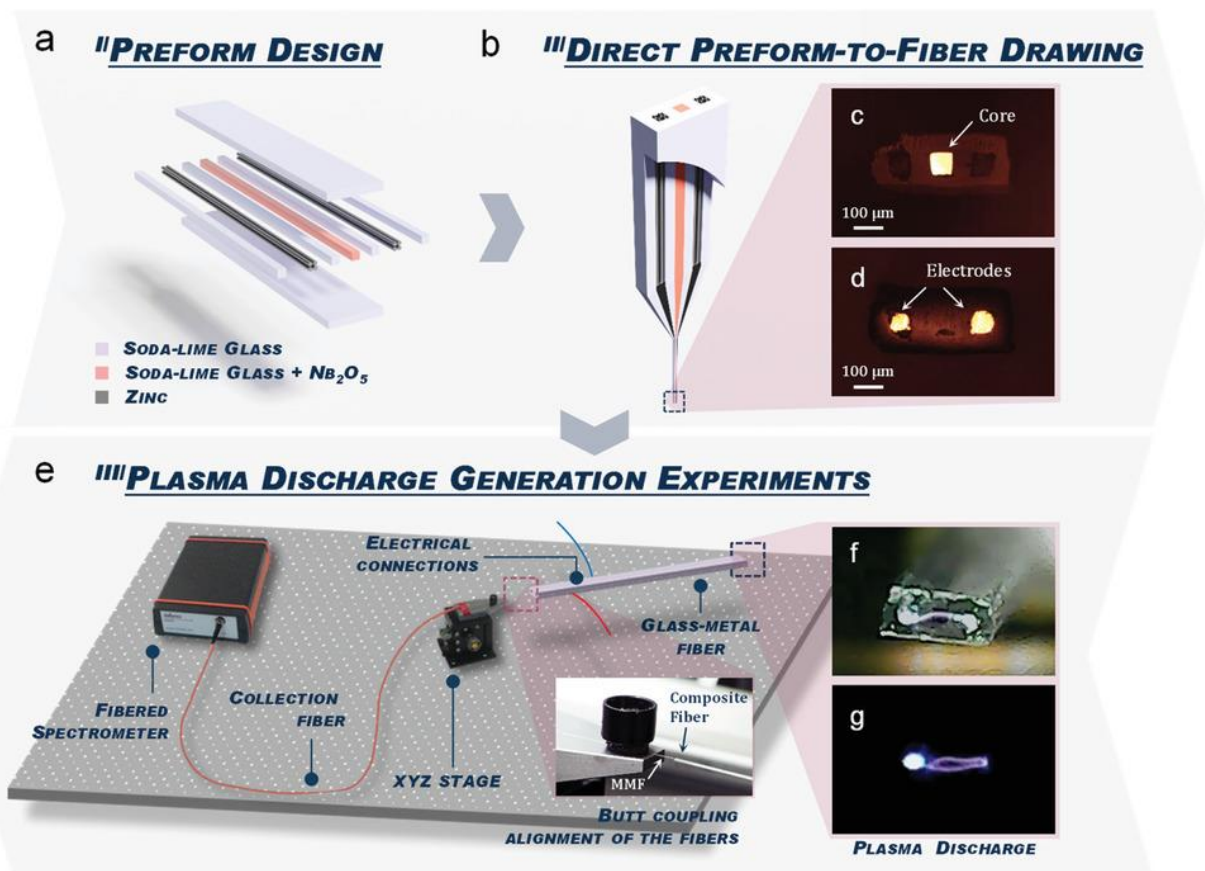 a
II/PREFORM DESIGN
SODA-LIME GLASS
SODA-LIME GLASS + NB₂O₅
ZINC
b
III/DIRECT PREFORM-TO-FIBER DRAWING
c
Core
100 µm
d
Electrodes
100 µm
e
IIII/PLASMA DISCHARGE GENERATION EXPERIMENTS
ELECTRICAL
CONNECTIONS
GLASS-METAL
FIBER
FIBERED
SPECTROMETER
COLLECTION
FIBER
XYZ STAGE
Composite
Fiber
MMF
BUTT COUPLING
ALIGNMENT OF THE FIBERS
f
g
PLASMA DISCHARGE